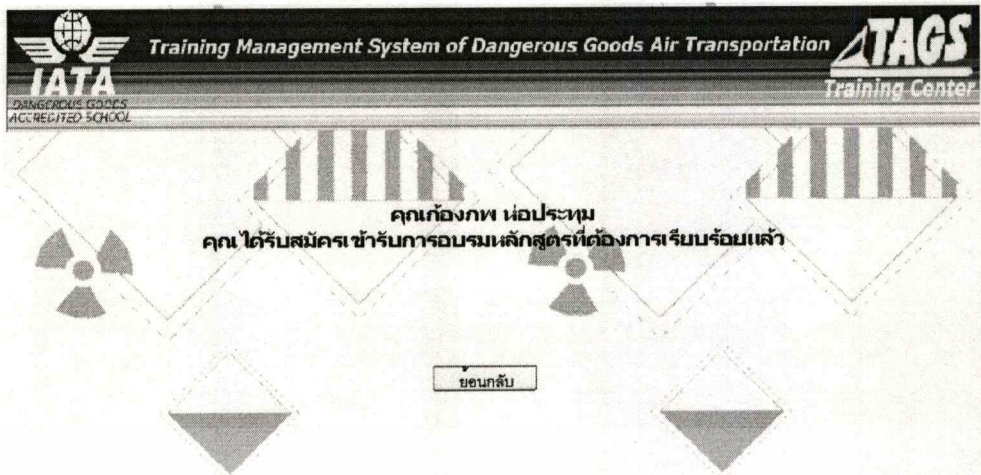 Training Management System of Dangerous Goods Air Transportation
TAGS
Training Center
IATA
DANGEROUS GOODS
ACCREDITED SCHOOL
คุณก้องภพ ห่อประทุม
คุณได้รับสมัครเข้ารับการอบรมหลักสูตรที่ต้องการเรียบร้อยแล้ว
ย้อนกลับ